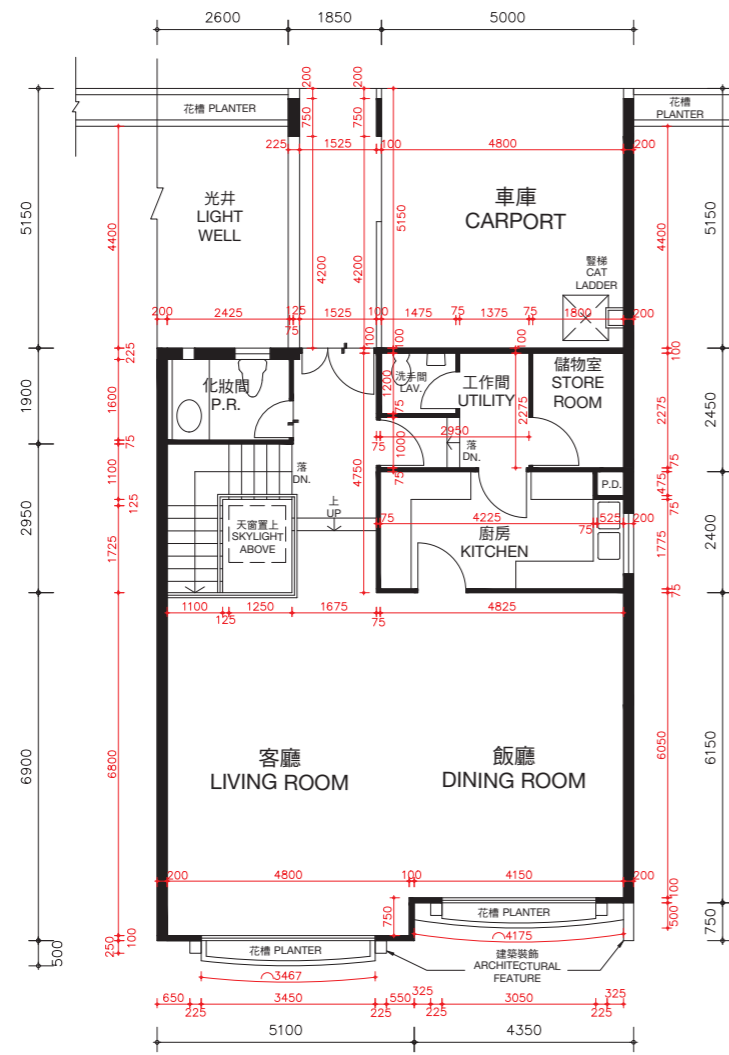 2600 1850 5000
200 200
花槽 PLANTER
花槽
PLANTER
750 750
225 1525 100 4800 200
光井
LIGHT
WELL
車庫
CARPORT
5150 4400 4200 4200 5150 4400 5150
豎梯
CAT
LADDER
200 2425 125 1525 100 1475 75 1375 75 1800 200
75
225 100 100 100 100
化妝間
P.R.
洗手間
LAV.
工作間
UTILITY
儲物室
STORE
ROOM
1900 1600 1200 2275 2275 2450
75 75
75 2950
1100 1000 75 75
落
DN.
落
DN.
4750 475
P.D.
上
UP
125 75 4225 525 200
75 75
天窗置上
SKYLIGHT
ABOVE
廚房
KITCHEN
2950 1725 1775 2400
75
1100 1250 1675 4825
125 75
客廳
LIVING ROOM
飯廳
DINING ROOM
6900 6800 6050 6150
200 4800 100 4150 200
100
750 500 750
花槽 PLANTER
4175
花槽 PLANTER
建築裝飾
ARCHITECTURAL
FEATURE
500 250 100
3467
650 3450 550 325 3050 325
225 225 225 225
5100 4350